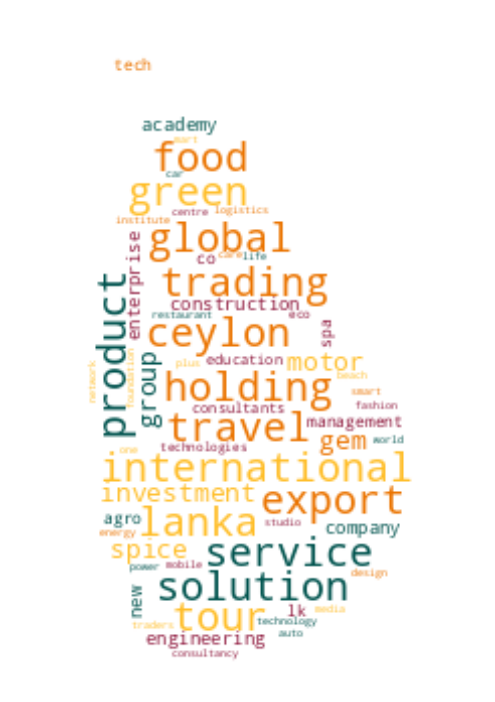 tech
academy
mart
food
car
green
centre logistics
institute
global
enterprise
co care life
trading
product
construction
restaurant eco
ceylon
spa
group
plus education motor
network
foundation
beach
holding
smart
consultants fashion
travel management
gem world
technologies
one
international
investment export
agro lanka studio company
energy
spice service
power mobile design
new
solution
tour lk media
traders technology
engineering auto
consultancy